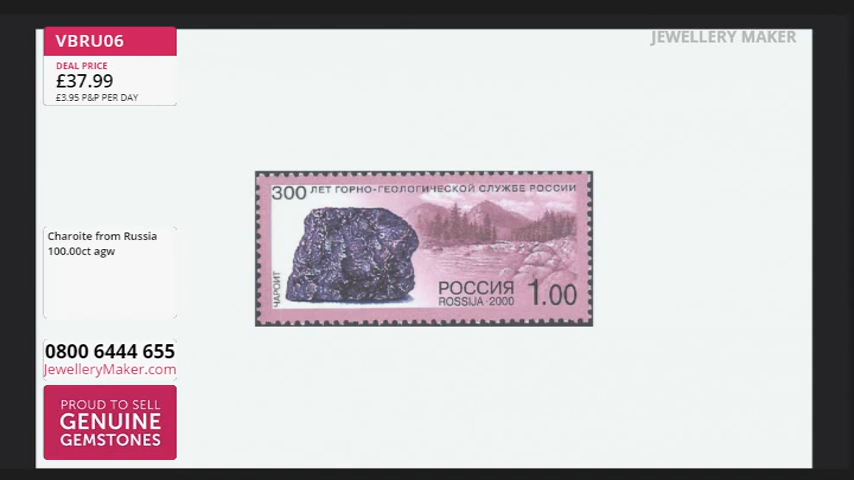 VBRU06
DEAL PRICE
£37.99
£3.95 P&P PER DAY
JEWELLERY MAKER
300 ЛЕТ ГОРНО-ГЕОЛОГИЧЕСКОЙ СЛУЖБЕ РОССИИ
ЧАРОИТ
РОССИЯ
ROSSIJA·2000
1.00
Charoite from Russia
100.00ct agw
0800 6444 655
JewelleryMaker.com
PROUD TO SELL
GENUINE
GEMSTONES